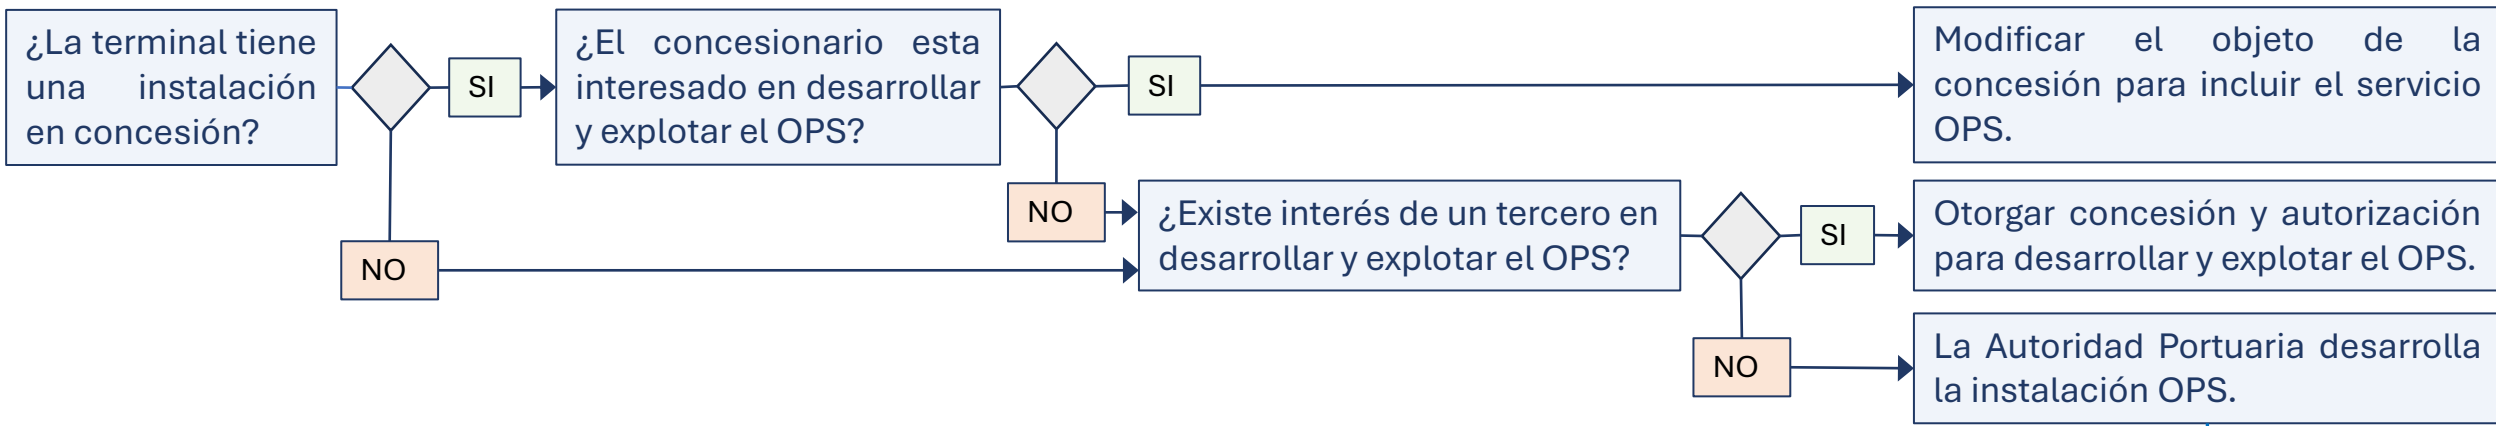 ¿La terminal tiene
una instalación
en concesión?
SI
¿El concesionario esta
interesado en desarrollar
y explotar el OPS?
SI
Modificar el objeto de la
concesión para incluir el servicio
OPS.
NO
¿Existe interés de un tercero en
desarrollar y explotar el OPS?
SI
Otorgar concesión y autorización
para desarrollar y explotar el OPS.
NO
NO
La Autoridad Portuaria desarrolla
la instalación OPS.